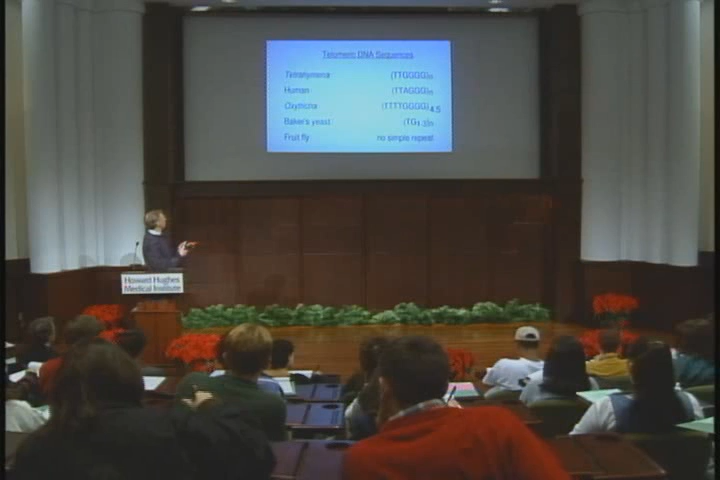 Telomeric DNA Sequences
Tetrahymena (TTGGGG)n
Human (TTAGGG)n
Oxytricha (TTTTGGGG)4.5
Baker's yeast (TG1-3)n
Fruit fly no simple repeat
Howard Hughes
Medical Institute